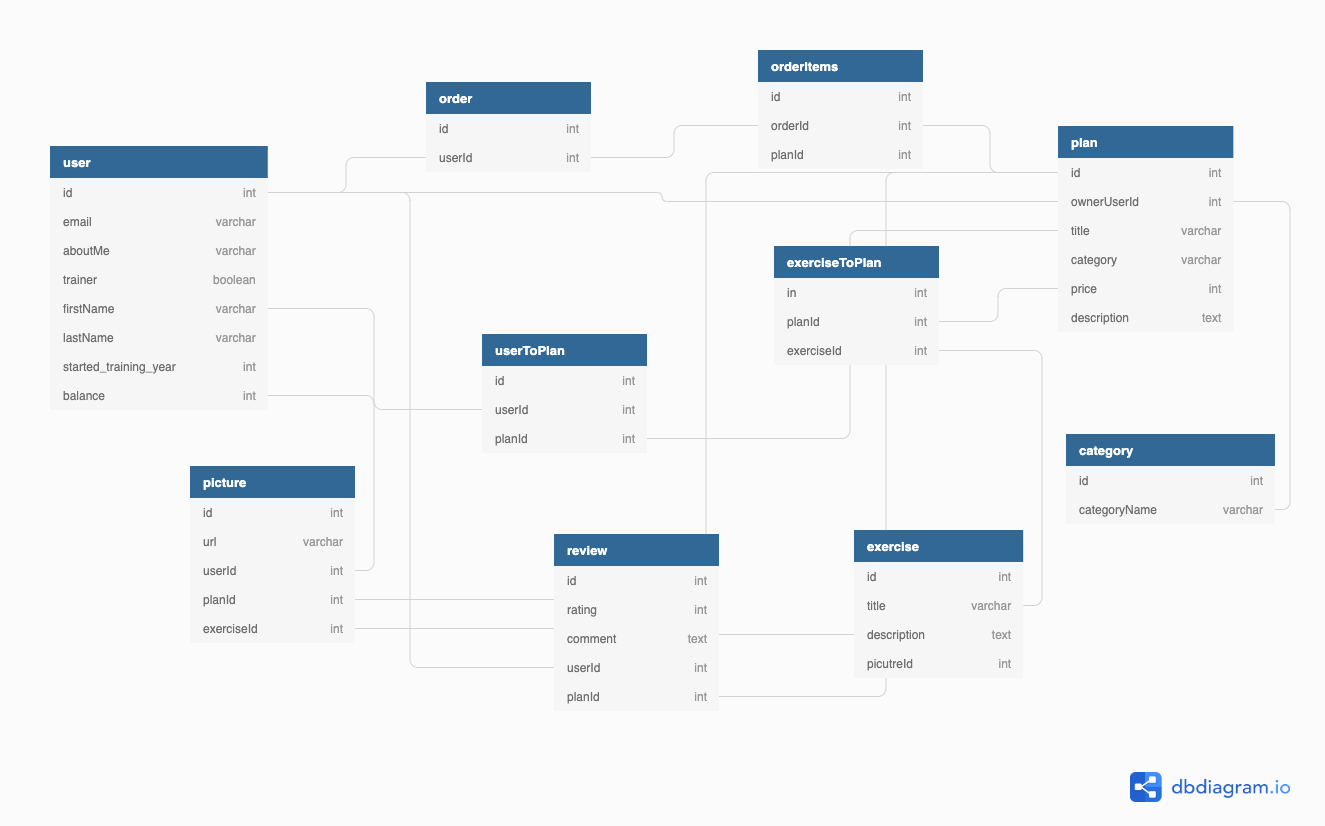 order
id int
userId int
orderItems
id int
orderId int
planId int
plan
id int
ownerUserId int
title varchar
category varchar
price int
description text
user
id int
email varchar
aboutMe varchar
trainer boolean
firstName varchar
lastName varchar
started_training_year int
balance int
exerciseToPlan
in int
planId int
exerciseId int
userToPlan
id int
userId int
planId int
category
id int
categoryName varchar
picture
id int
url varchar
userId int
planId int
exerciseId int
review
id int
rating int
comment text
userId int
planId int
exercise
id int
title varchar
description text
picutreId int
dbdiagram.io